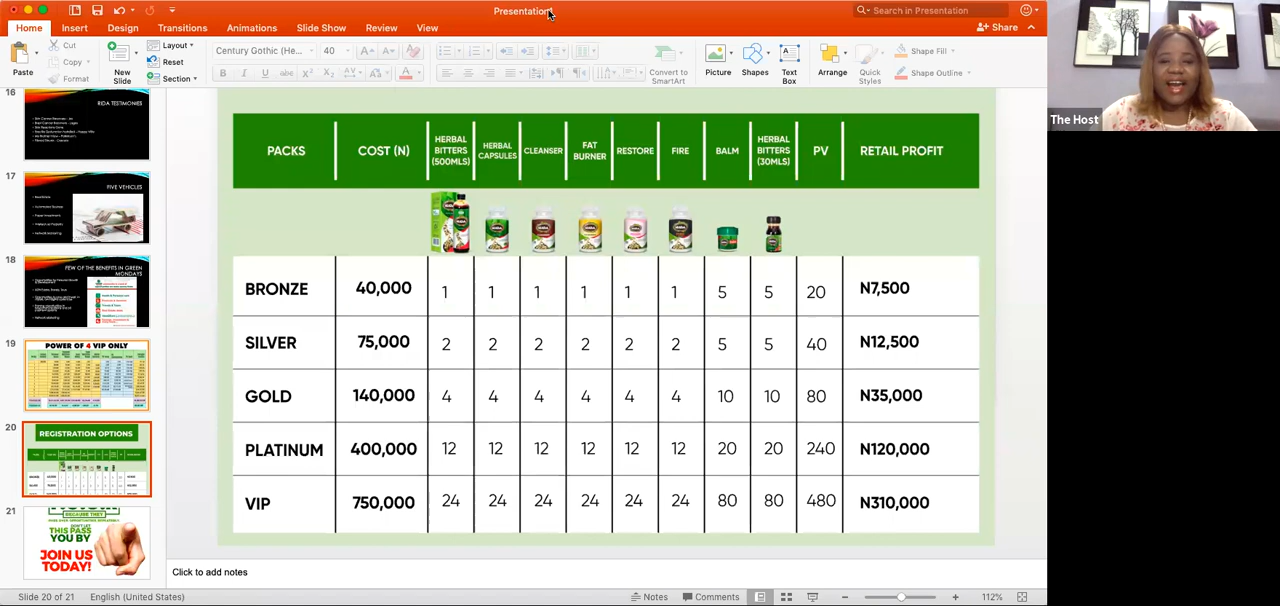 Presentation1
Search in Presentation
Home Insert Design Transitions Animations Slide Show Review View
Share
Paste
Cut
Copy
Format
New Slide
Layout
Reset
Section
Century Gothic (He... 40
Convert to SmartArt
Picture Shapes Text Box Arrange Quick Styles
Shape Fill
Shape Outline
The Host
16
RIDA TESTIMONIES
17
FIVE VEHICLES
18
FEW OF THE BENEFITS IN GREEN MONDAYS
19
POWER OF 4 VIP ONLY
20
REGISTRATION OPTIONS
21
BECAUSE THEY
DON'T LET
THIS PASS
YOU BY
JOIN US
TODAY!
PACKS COST (N) HERBAL BITTERS (500MLS) HERBAL CAPSULES CLEANSER FAT BURNER RESTORE FIRE BALM HERBAL BITTERS (30MLS) PV RETAIL PROFIT
BRONZE 40,000 1 1 1 1 1 1 5 5 20 N7,500
SILVER 75,000 2 2 2 2 2 2 5 5 40 N12,500
GOLD 140,000 4 4 4 4 4 4 10 10 80 N35,000
PLATINUM 400,000 12 12 12 12 12 12 20 20 240 N120,000
VIP 750,000 24 24 24 24 24 24 80 80 480 N310,000
Click to add notes
Slide 20 of 21 English (United States) Notes Comments 112%